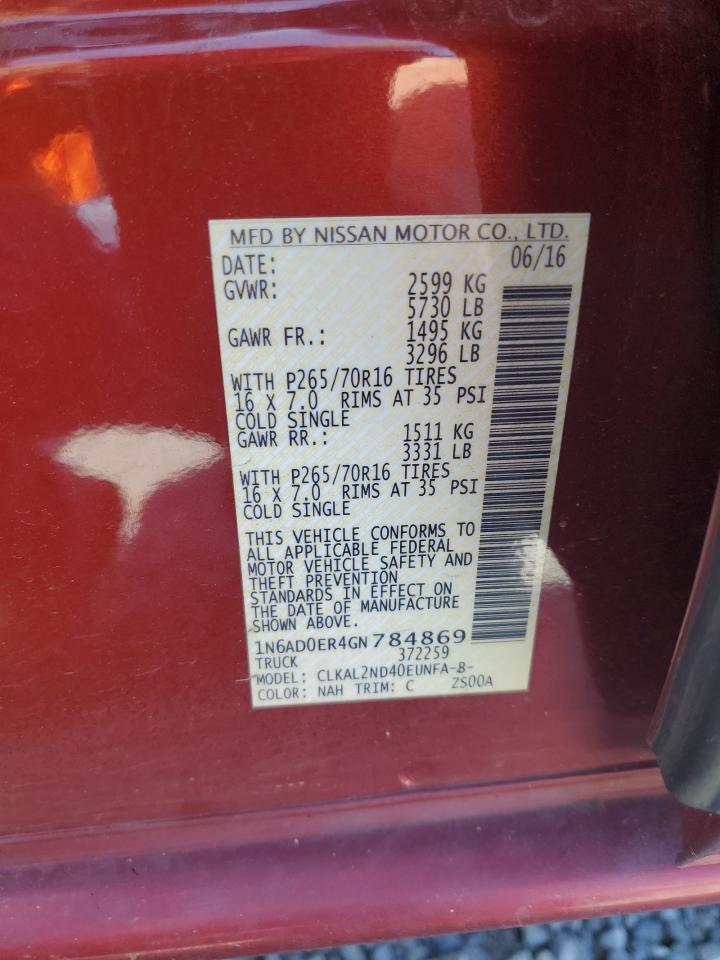 MFD BY NISSAN MOTOR CO., LTD.
DATE: 06/16
GVWR: 2599 KG
5730 LB
GAWR FR.: 1495 KG
3296 LB
WITH P265/70R16 TIRES
16 X 7.0 RIMS AT 35 PSI
COLD SINGLE
GAWR RR.: 1511 KG
3331 LB
WITH P265/70R16 TIRES
16 X 7.0 RIMS AT 35 PSI
COLD SINGLE
THIS VEHICLE CONFORMS TO
ALL APPLICABLE FEDERAL
MOTOR VEHICLE SAFETY AND
THEFT PREVENTION
STANDARDS IN EFFECT ON
THE DATE OF MANUFACTURE
SHOWN ABOVE.
1N6AD0ER4GN784869
TRUCK 372259
MODEL: CLKAL2ND40EUNFA-8-
COLOR: NAH TRIM: C ZS00A